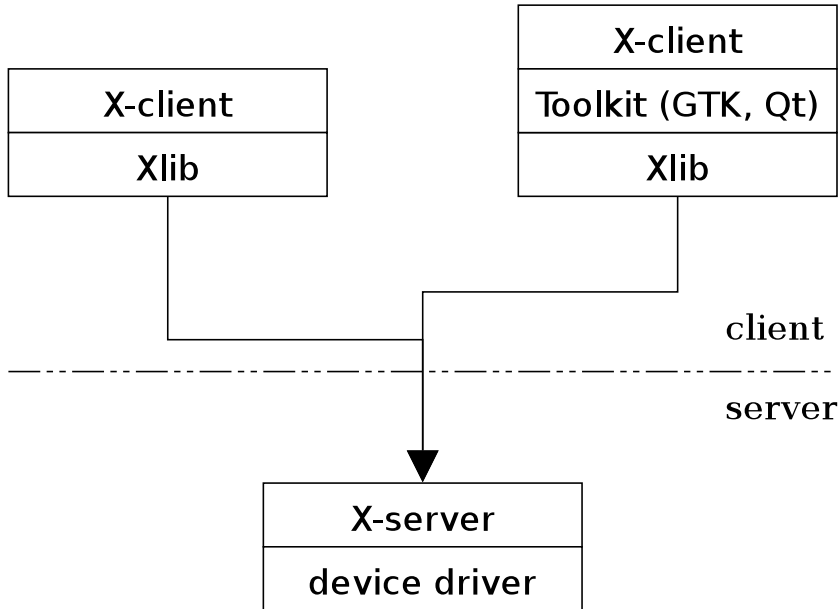 X-client
Xlib
X-client
Toolkit (GTK, Qt)
Xlib
client
server
X-server
device driver